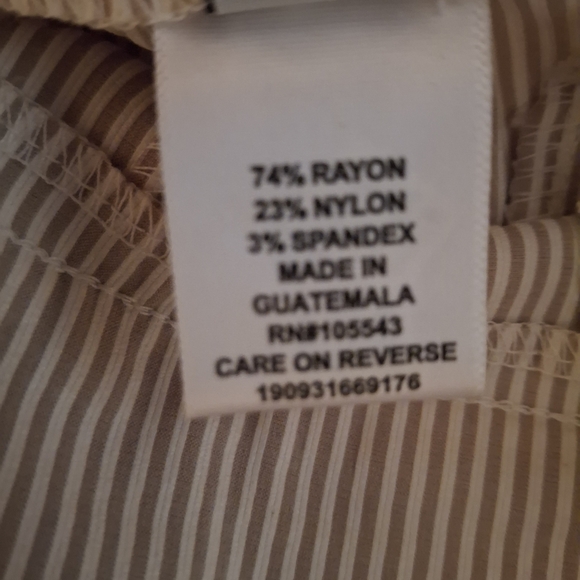 74% RAYON
23% NYLON
3% SPANDEX
MADE IN
GUATEMALA
RN#105543
CARE ON REVERSE
190931669176